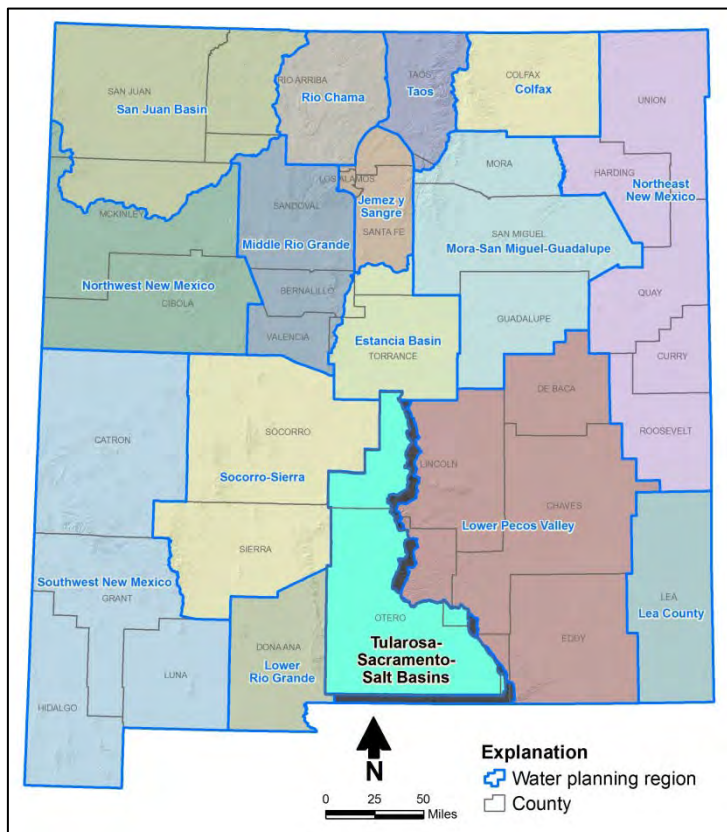 SAN JUAN
San Juan Basin
RIO ARRIBA
Rio Chama
TAOS
Taos
COLFAX
Colfax
UNION
MORA
HARDING
Northeast
New Mexico
LOS ALAMOS
Jemez y
Sangre
SANTA FE
SANDOVAL
Middle Rio Grande
SAN MIGUEL
Mora-San Miguel-Guadalupe
MCKINLEY
Northwest New Mexico
CIBOLA
BERNALILLO
VALENCIA
Estancia Basin
TORRANCE
GUADALUPE
QUAY
CURRY
DE BACA
ROOSEVELT
CATRON
SOCORRO
Socorro-Sierra
LINCOLN
CHAVES
Lower Pecos Valley
SIERRA
Southwest New Mexico
GRANT
OTERO
LEA
Lea County
EDDY
DONA ANA
Lower
Rio Grande
Tularosa-
Sacramento-
Salt Basins
LUNA
HIDALGO
N
0 25 50
Miles
Explanation
Water planning region
County